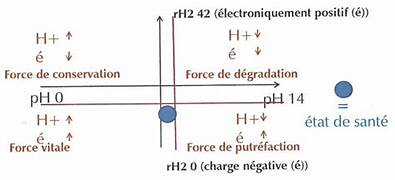 rH2 42 (électroniquement positif (é))
H+ ↑
H+ ↓
é ↓
é ↓
Force de conservation
Force de dégradation
pH 0
pH 14
H+ ↑
H+ ↓
=
état de santé
é ↑
é ↑
Force vitale
Force de putréfaction
rH2 0 (charge négative (é))